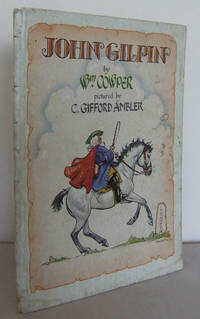 JOHN GILPIN
by
Wm COWPER
pictured by
C. GIFFORD AMBLER